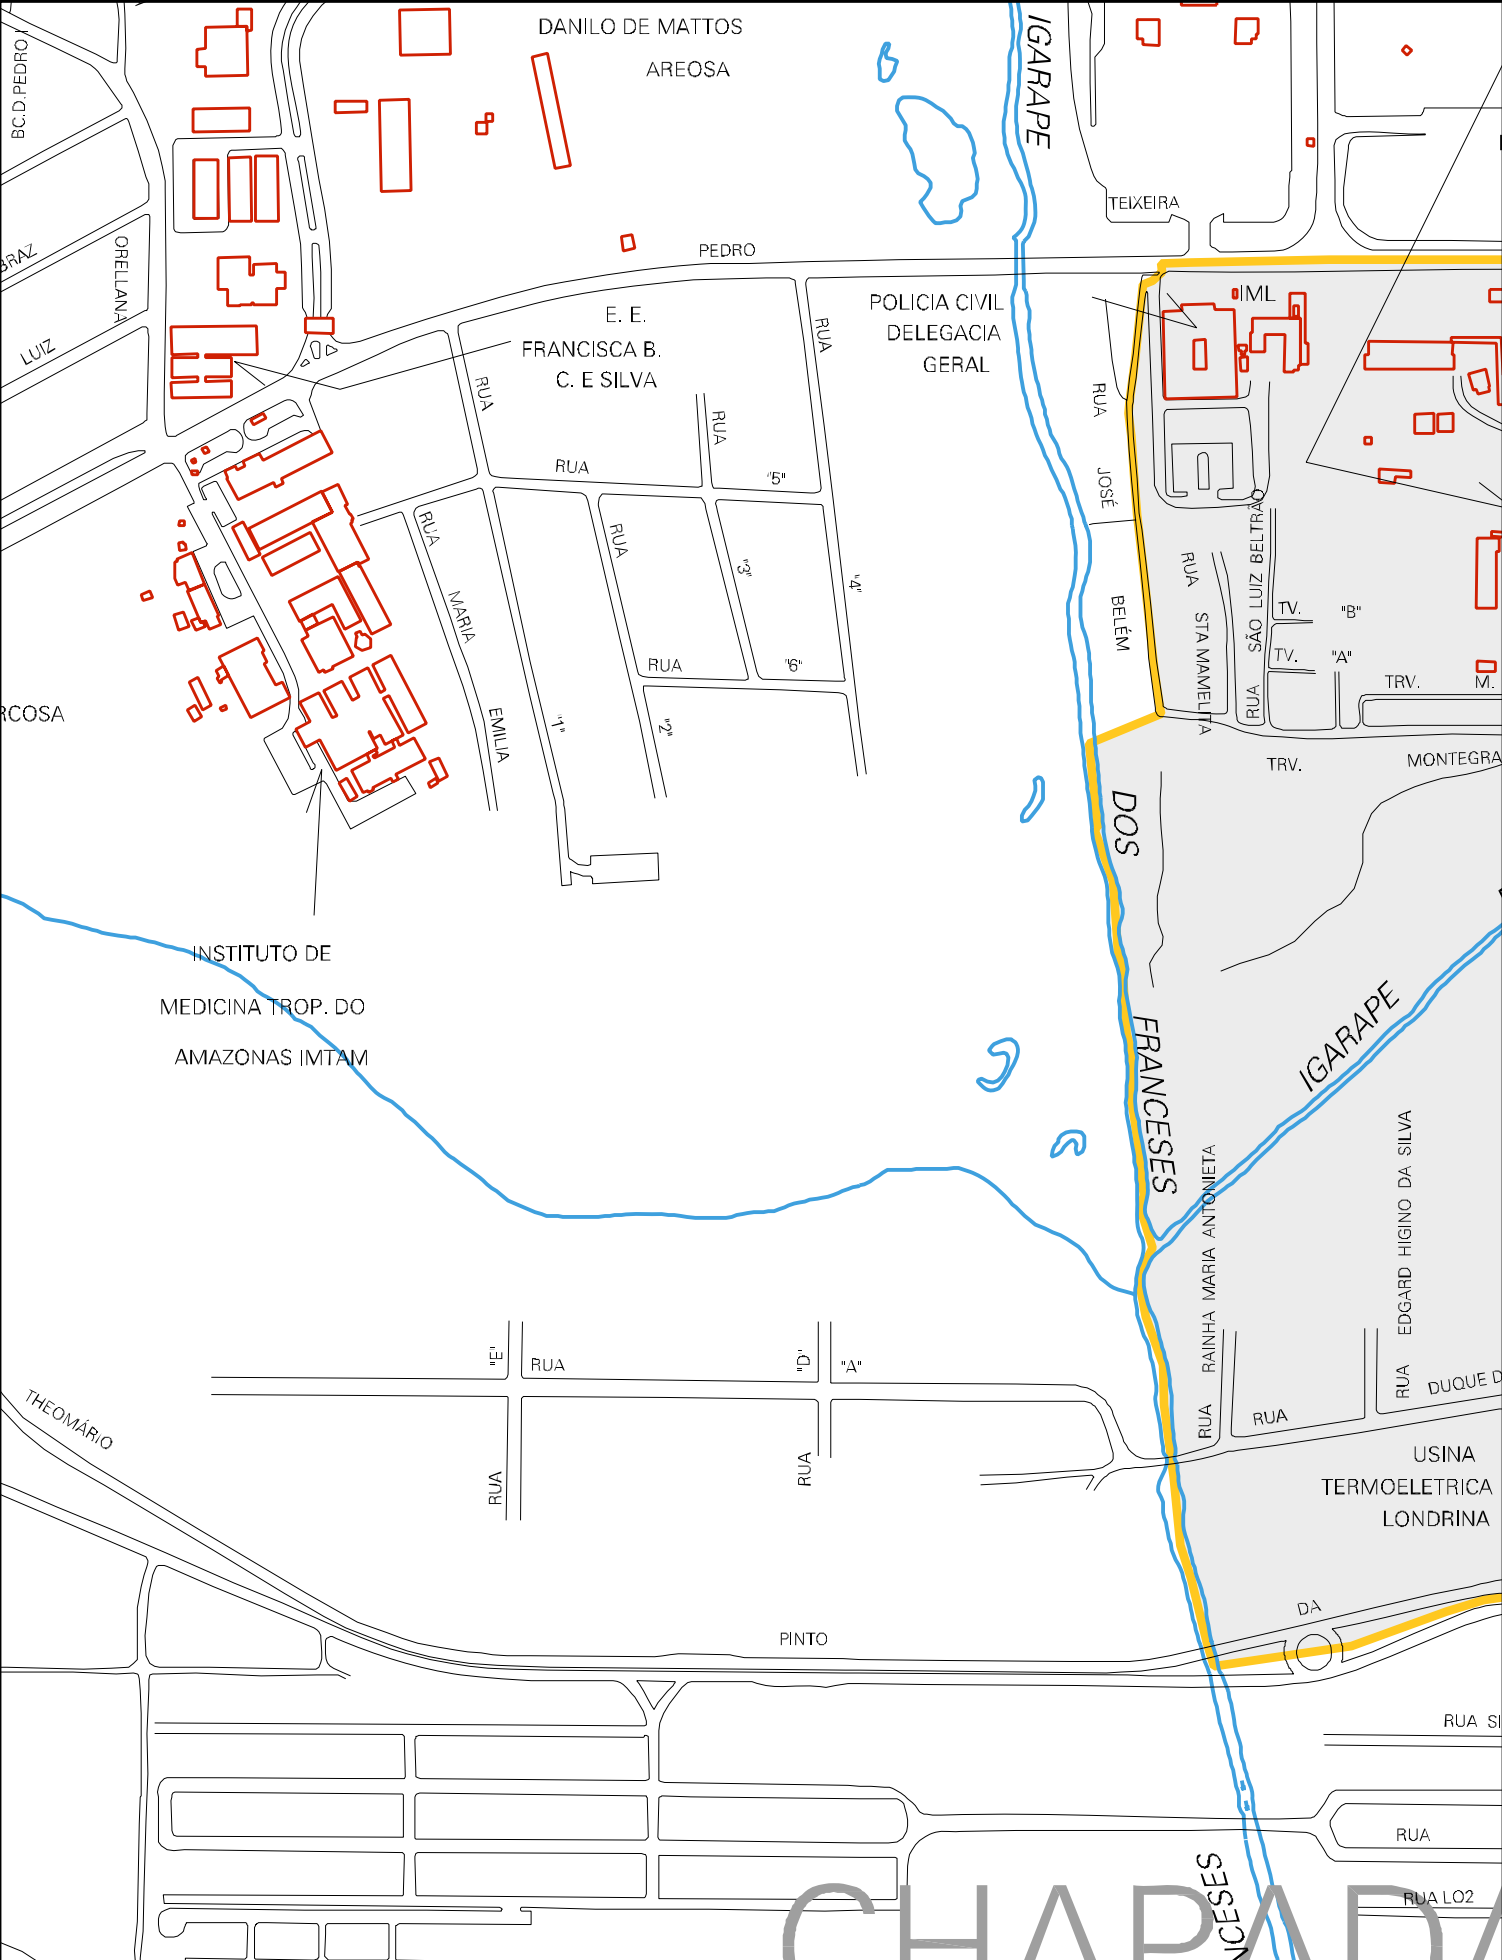 DANILO DE MATTOS
AREOSA
IGARAPE
BC.D.PEDRO I
TEIXEIRA
ORELLANA
BRAZ
LUIZ
PEDRO
E. E.
FRANCISCA B.
C. E SILVA
RUA
POLICIA CIVIL
DELEGACIA
GERAL
IML
RUA
RUA
RUA
JOSÉ
BELÉM
RUA
"5"
RUA
RUA
MARIA
EMILIA
"3"
"4"
RUA
"6"
"1"
"2"
RUA
STA MAMELITA
RUA
SÃO LUIZ BELTRÃO
TV.
"B"
TV.
"A"
TRV.
M.
TRV.
MONTEGRA
RCOSA
DOS
FRANCESES
INSTITUTO DE
MEDICINA TROP. DO
AMAZONAS IMTAM
IGARAPE
RUA
RAINHA MARIA ANTONIETA
RUA
EDGARD HIGINO DA SILVA
"E"
RUA
"D"
"A"
RUA
DUQUE D
THEOMÁRIO
RUA
RUA
USINA
TERMOELETRICA
LONDRINA
DA
PINTO
RUA SI
RUA
NCESES
RUA LO2
CHAPADA